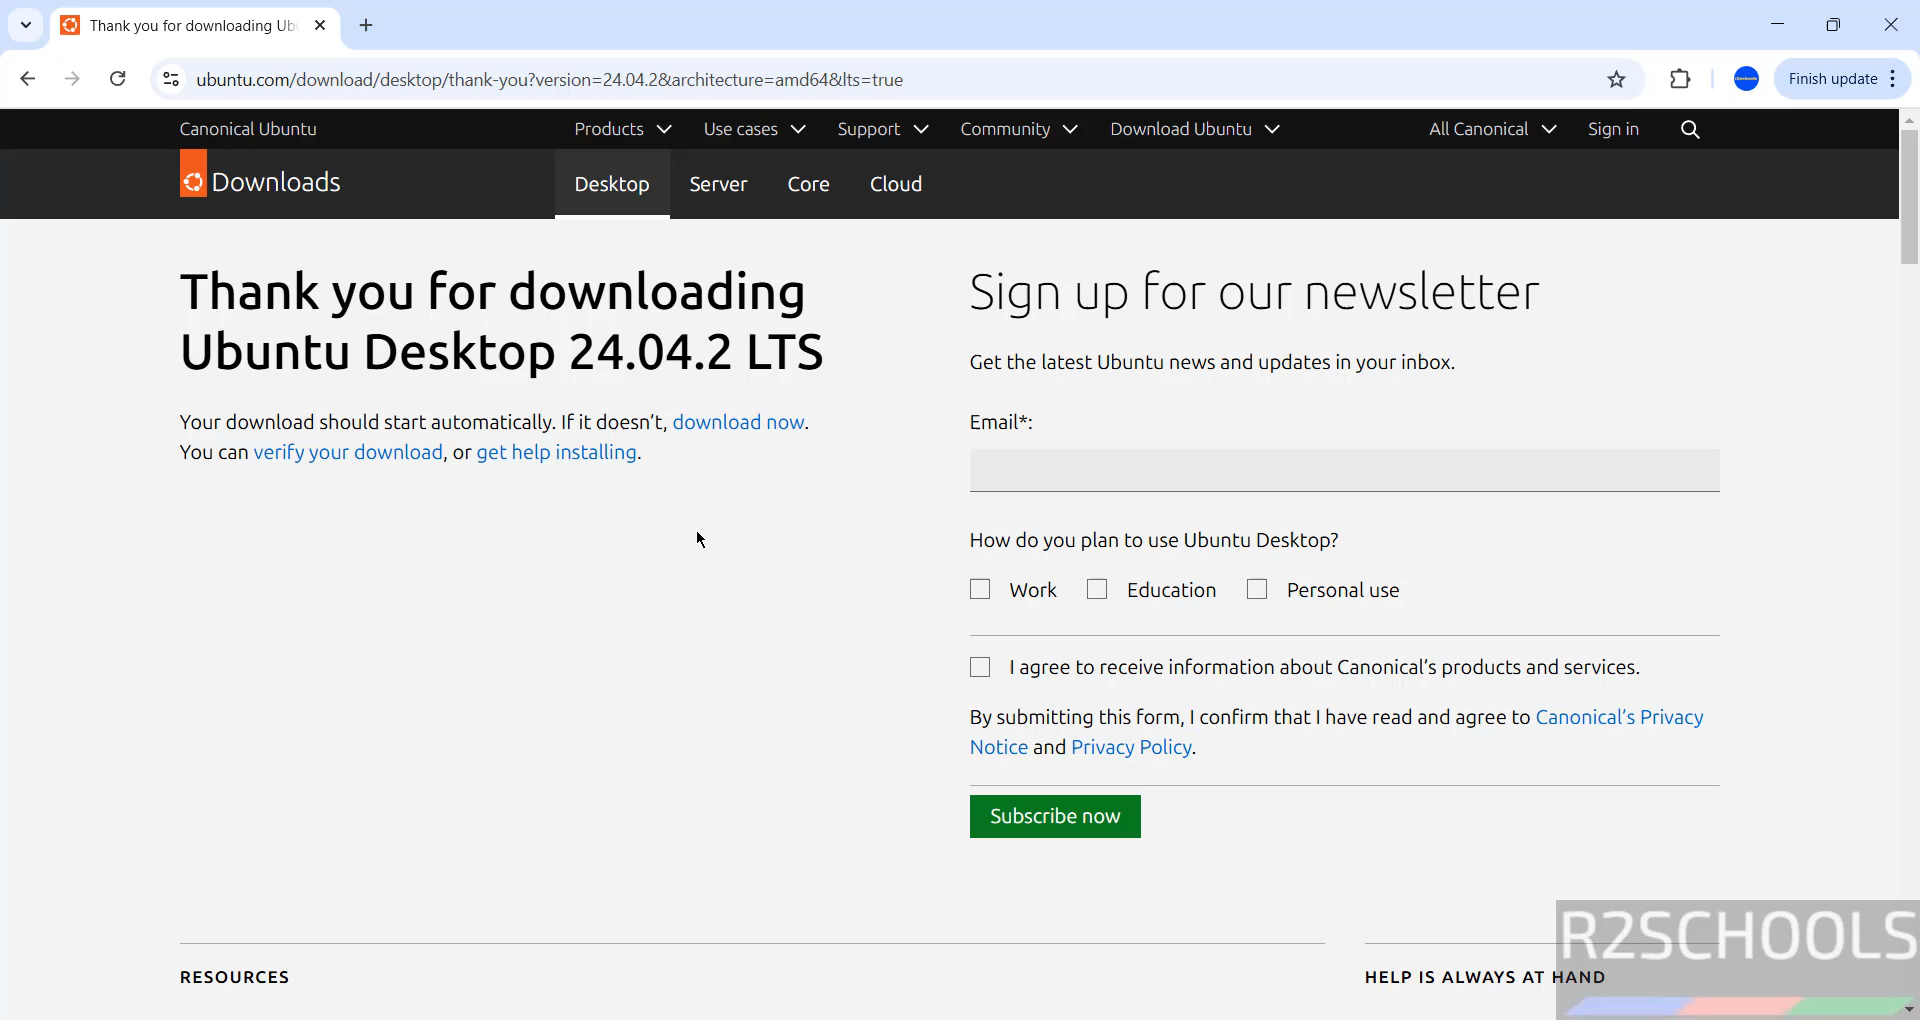 Thank you for downloading Ub
ubuntu.com/download/desktop/thank-you?version=24.04.2&architecture=amd64&lts=true
Finish update
Canonical Ubuntu
Products
Use cases
Support
Community
Download Ubuntu
All Canonical
Sign in
Downloads
Desktop
Server
Core
Cloud
Thank you for downloading
Ubuntu Desktop 24.04.2 LTS
Your download should start automatically. If it doesn’t, download now.
You can verify your download, or get help installing.
Sign up for our newsletter
Get the latest Ubuntu news and updates in your inbox.
Email*:
How do you plan to use Ubuntu Desktop?
Work
Education
Personal use
I agree to receive information about Canonical’s products and services.
By submitting this form, I confirm that I have read and agree to Canonical’s Privacy
Notice and Privacy Policy.
Subscribe now
RESOURCES
HELP IS ALWAYS AT HAND
R2SCHOOLS